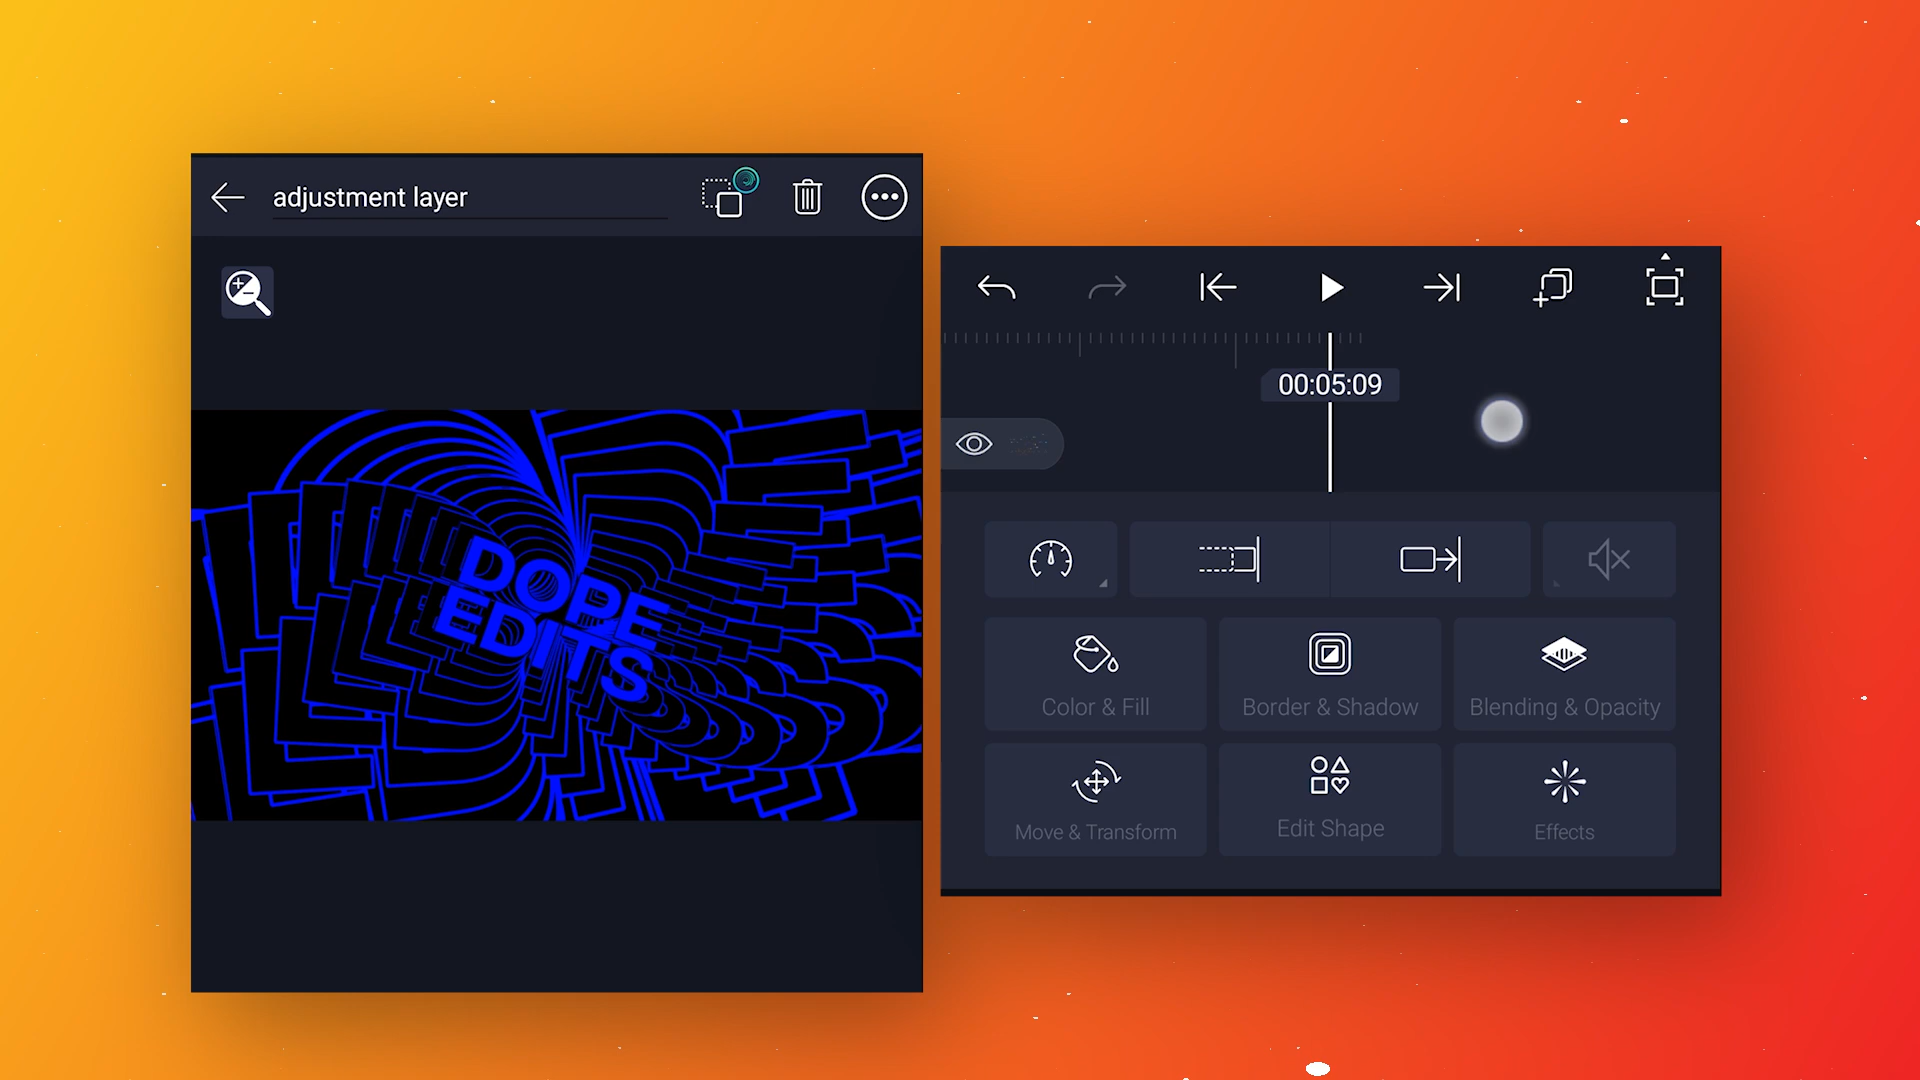 adjustment layer
DOPE
EDITS
00:05:09
Color & Fill
Border & Shadow
Blending & Opacity
Move & Transform
Edit Shape
Effects